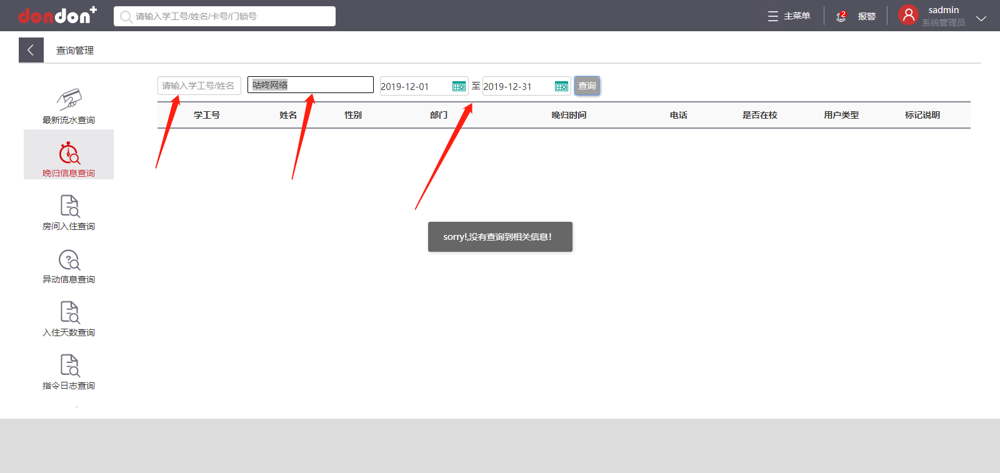 dondon+
请输入学工号/姓名/卡号/门锁号
主菜单
2
报警
sadmin
系统管理员
查询管理
请输入学工号/姓名
咕咚网络
2019-12-01
至
2019-12-31
查询
学工号 姓名 性别 部门 晚归时间 电话 是否在校 用户类型 标记说明
最新流水查询
晚归信息查询
房间入住查询
异动信息查询
入住天数查询
指令日志查询
sorry!,没有查询到相关信息！